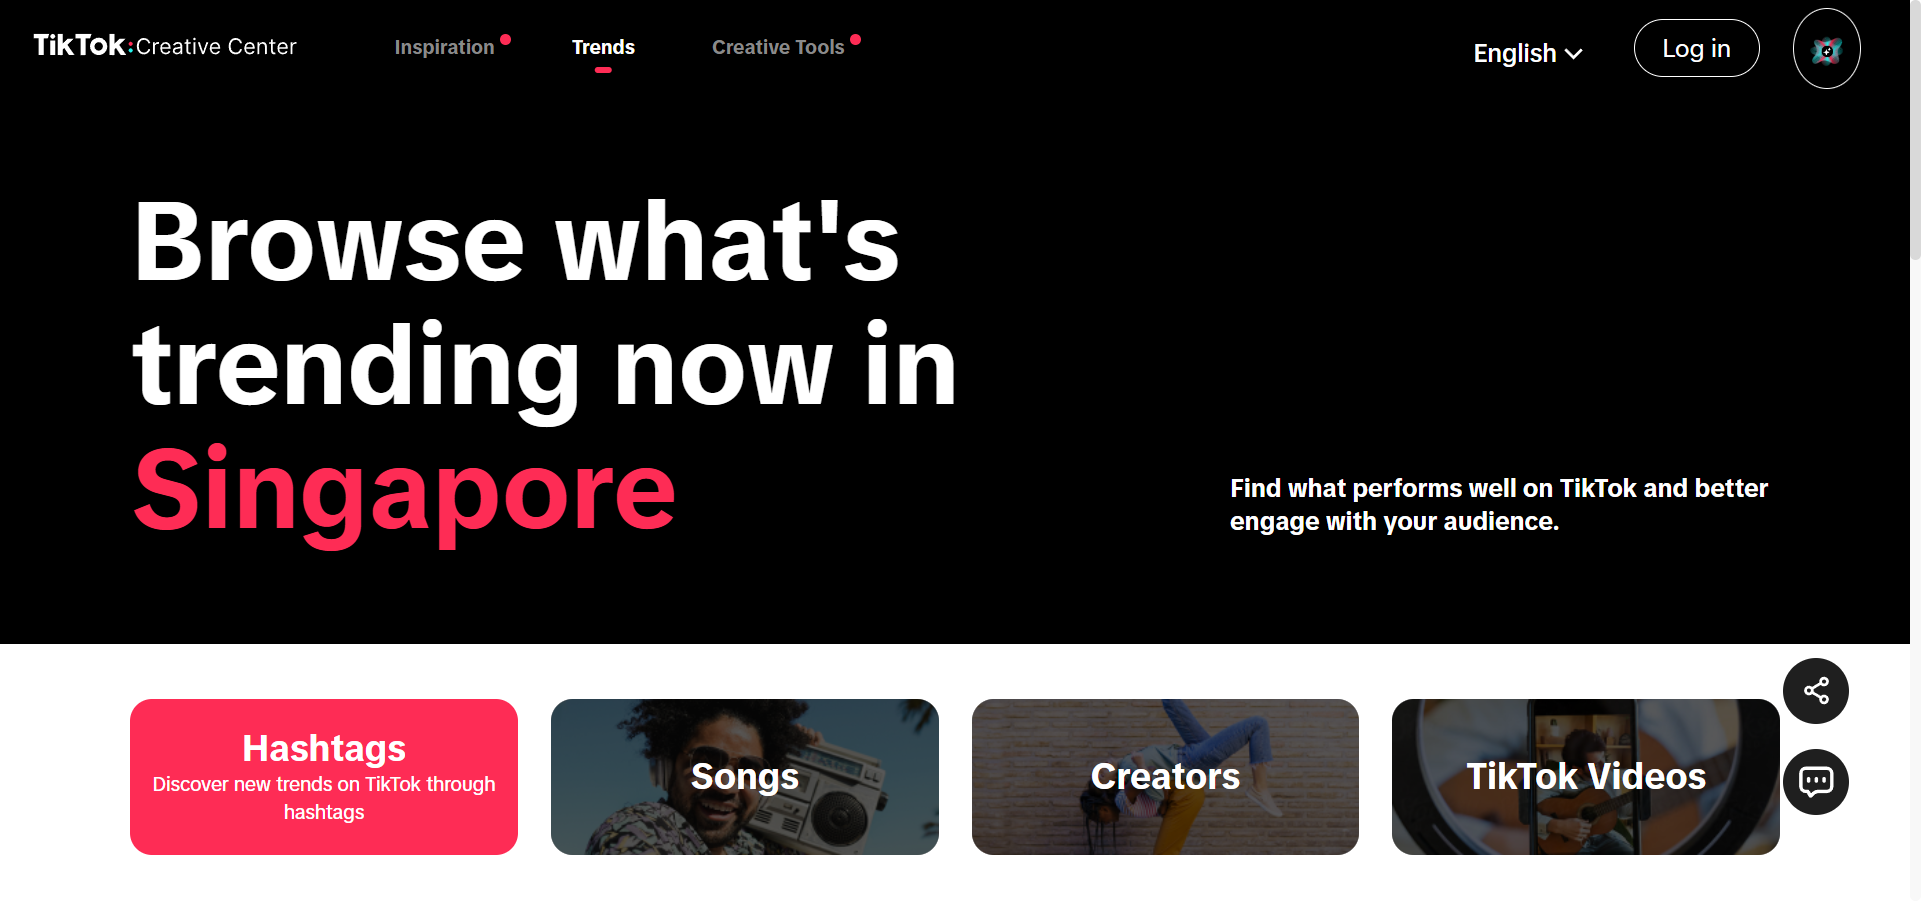 TikTok:Creative Center
Inspiration
Trends
Creative Tools
English
Log in
Browse what's
trending now in
Singapore
Find what performs well on TikTok and better
engage with your audience.
Hashtags
Discover new trends on TikTok through
hashtags
Songs
Creators
TikTok Videos